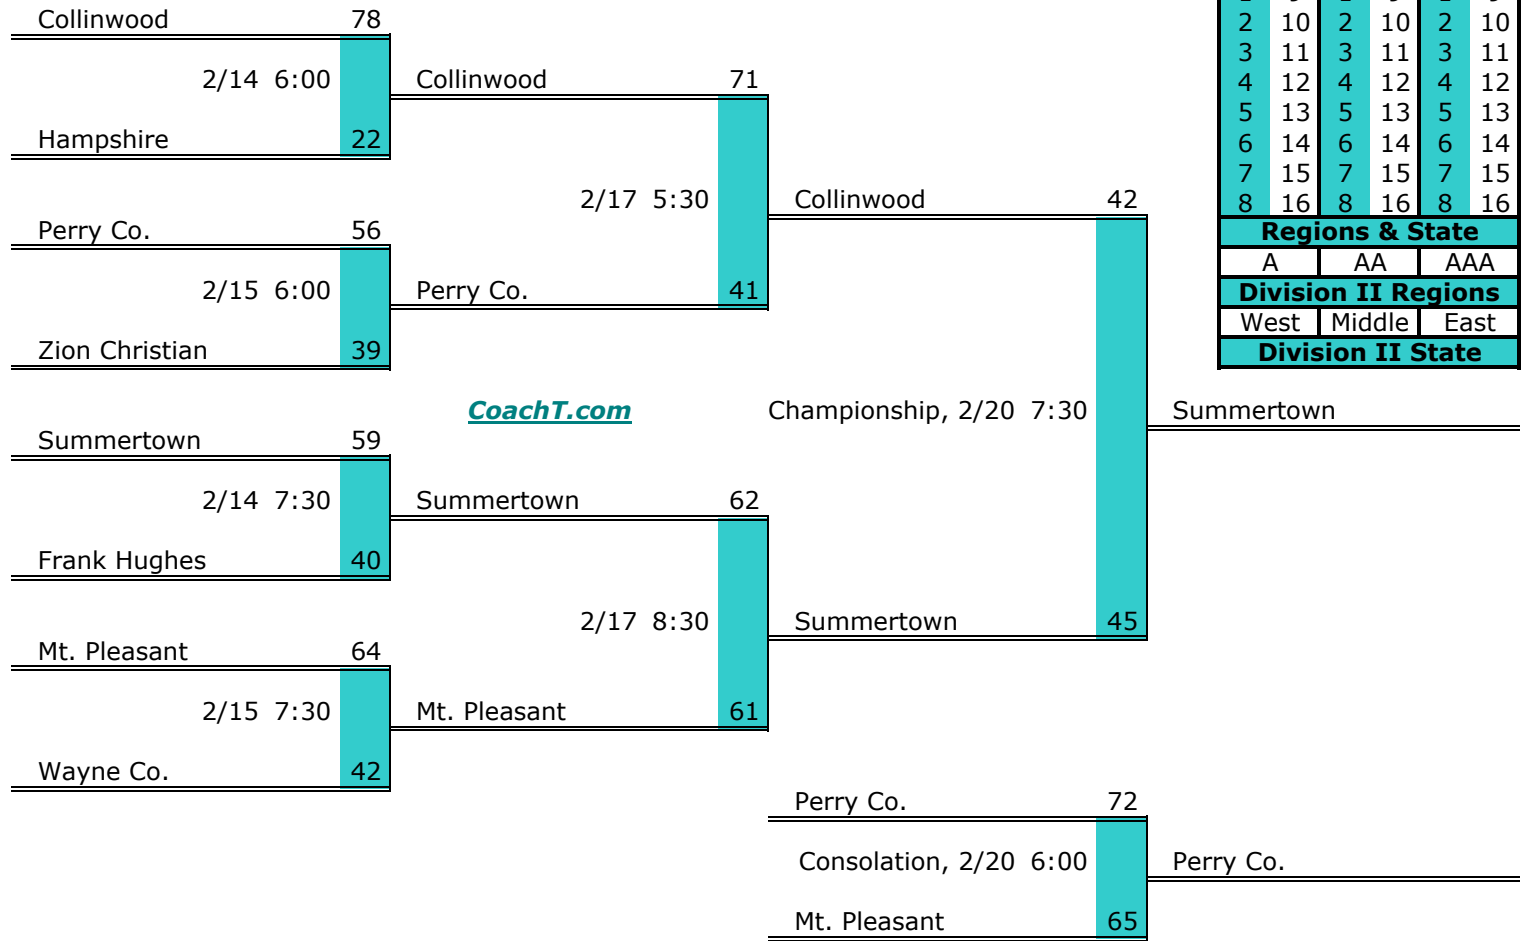 Collinwood 78
2/14 6:00
Hampshire 22
Collinwood 71
2/17 5:30
Perry Co. 41
Perry Co. 56
2/15 6:00
Zion Christian 39
Collinwood 42
Championship, 2/20 7:30
Summertown 45
Summertown
CoachT.com
Summertown 59
2/14 7:30
Frank Hughes 40
Summertown 62
2/17 8:30
Mt. Pleasant 61
Mt. Pleasant 64
2/15 7:30
Wayne Co. 42
Perry Co. 72
Consolation, 2/20 6:00
Mt. Pleasant 65
Perry Co.
2 10 2 10 2 10
3 11 3 11 3 11
4 12 4 12 4 12
5 13 5 13 5 13
6 14 6 14 6 14
7 15 7 15 7 15
8 16 8 16 8 16
Regions & State
A AA AAA
Division II Regions
West Middle East
Division II State